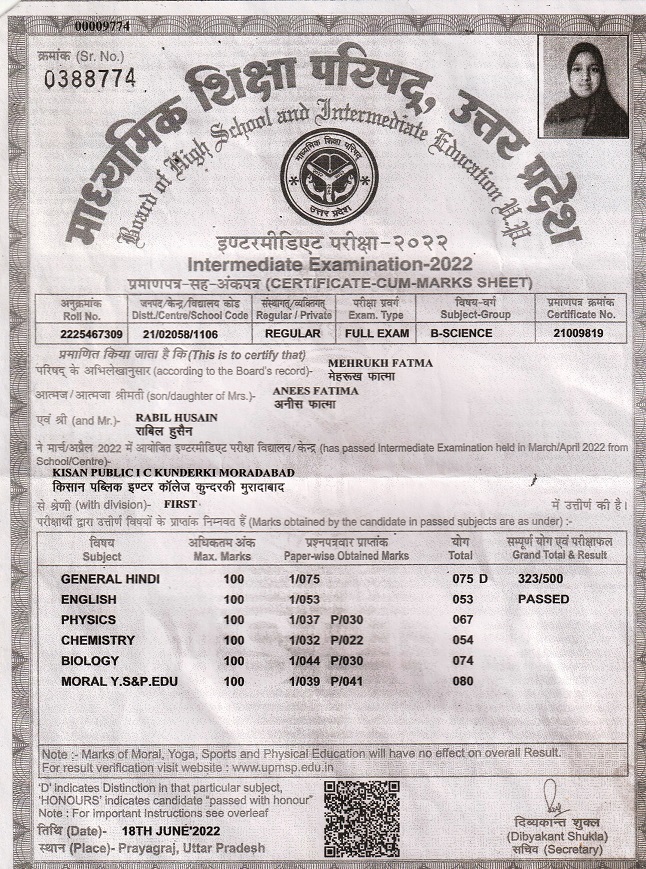 00009774
क्रमांक (Sr. No.)
0388774
माध्यमिक शिक्षा परिषद्, उत्तर प्रदेश
Board of High School and Intermediate Education U.P.
माध्यमिक शिक्षा परिषद्
उत्तर प्रदेश
इण्टरमीडिएट परीक्षा-२०२२
Intermediate Examination-2022
प्रमाणपत्र-सह-अंकपत्र (CERTIFICATE-CUM-MARKS SHEET)
अनुक्रमांक जनपद/केन्द्र/विद्यालय कोड संस्थागत/व्यक्तिगत परीक्षा प्रवर्ग विषय-वर्ग प्रमाणपत्र क्रमांक
Roll No. Distt./Centre/School Code Regular / Private Exam. Type Subject-Group Certificate No.
2225467309 21/02058/1106 REGULAR FULL EXAM B-SCIENCE 21009819
प्रमाणित किया जाता है कि (This is to certify that)
परिषद् के अभिलेखानुसार (according to the Board's record)- MEHRUKH FATMA
मेहरूख फात्मा
आत्मज/आत्मजा श्रीमती (son/daughter of Mrs.)- ANEES FATIMA
अनीस फात्मा
एवं श्री (and Mr.)- RABIL HUSAIN
राबिल हुसैन
ने मार्च/अप्रैल 2022 में आयोजित इण्टरमीडिएट परीक्षा विद्यालय/केन्द्र (has passed Intermediate Examination held in March/April 2022 from
School/Centre)-
KISAN PUBLIC I C KUNDERKI MORADABAD
किसान पब्लिक इण्टर कॉलेज कुन्दरकी मुरादाबाद
से श्रेणी (with division)- FIRST में उत्तीर्ण की है।
परीक्षार्थी द्वारा उत्तीर्ण विषयों के प्राप्तांक निम्नवत हैं (Marks obtained by the candidate in passed subjects are as under) :-
विषय अधिकतम अंक प्रश्नपत्रवार प्राप्तांक योग सम्पूर्ण योग एवं परीक्षाफल
Subject Max. Marks Paper-wise Obtained Marks Total Grand Total & Result
GENERAL HINDI 100 1/075 075 D 323/500
ENGLISH 100 1/053 053 PASSED
PHYSICS 100 1/037 P/030 067
CHEMISTRY 100 1/032 P/022 054
BIOLOGY 100 1/044 P/030 074
MORAL Y.S&P.EDU 100 1/039 P/041 080
Note :- Marks of Moral, Yoga, Sports and Physical Education will have no effect on overall Result.
For result verification visit website : www.upmsp.edu.in
'D' indicates Distinction in that particular subject,
'HONOURS' indicates candidate "passed with honour"
Note : For important Instructions see overleaf
तिथि (Date)- 18TH JUNE'2022
स्थान (Place)- Prayagraj, Uttar Pradesh
दिव्यकान्त शुक्ल
(Dibyakant Shukla)
सचिव (Secretary)